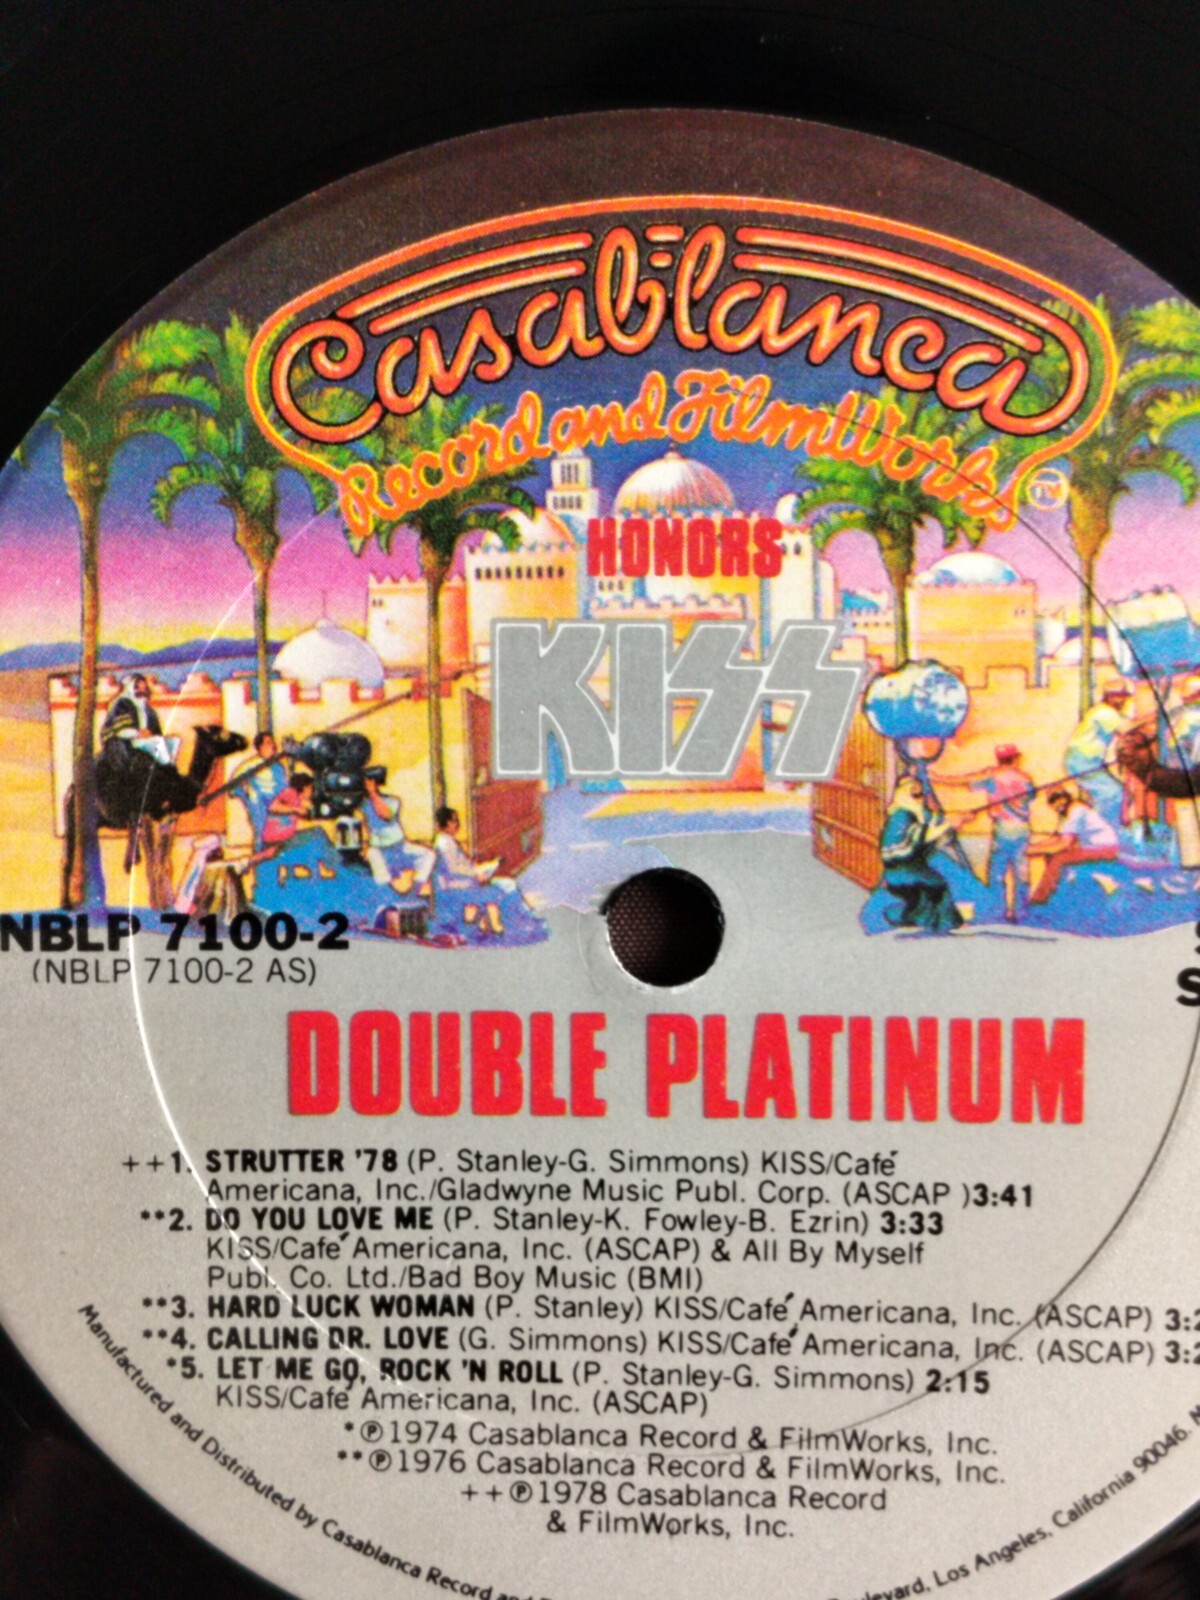 Casablanca
Record and FilmWorks
TM
HONORS
KISS
NBLP 7100-2
(NBLP 7100-2 AS)
DOUBLE PLATINUM
++1. STRUTTER '78 (P. Stanley-G. Simmons) KISS/Café
Americana, Inc./Gladwyne Music Publ. Corp. (ASCAP )3:41
**2. DO YOU LOVE ME (P. Stanley-K. Fowley-B. Ezrin) 3:33
KISS/Café Americana, Inc. (ASCAP) & All By Myself
Publ. Co. Ltd./Bad Boy Music (BMI)
**3. HARD LUCK WOMAN (P. Stanley) KISS/Café Americana, Inc. (ASCAP)
**4. CALLING DR. LOVE (G. Simmons) KISS/Café Americana, Inc. (ASCAP)
*5. LET ME GO, ROCK 'N ROLL (P. Stanley-G. Simmons) 2:15
KISS/Café Americana, Inc. (ASCAP)
*℗1974 Casablanca Record & FilmWorks, Inc.
**℗1976 Casablanca Record & FilmWorks, Inc.
++℗1978 Casablanca Record
& FilmWorks, Inc.
Manufactured and Distributed by Casablanca Record and Los Angeles, California 90046.